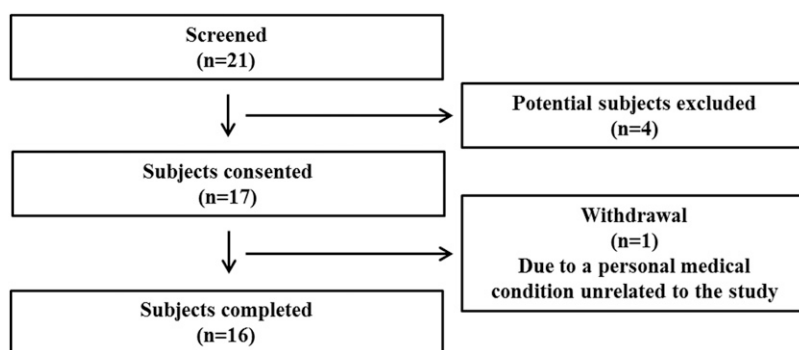 Screened
(n=21)
Potential subjects excluded
(n=4)
Subjects consented
(n=17)
Withdrawal
(n=1)
Due to a personal medical
condition unrelated to the study
Subjects completed
(n=16)